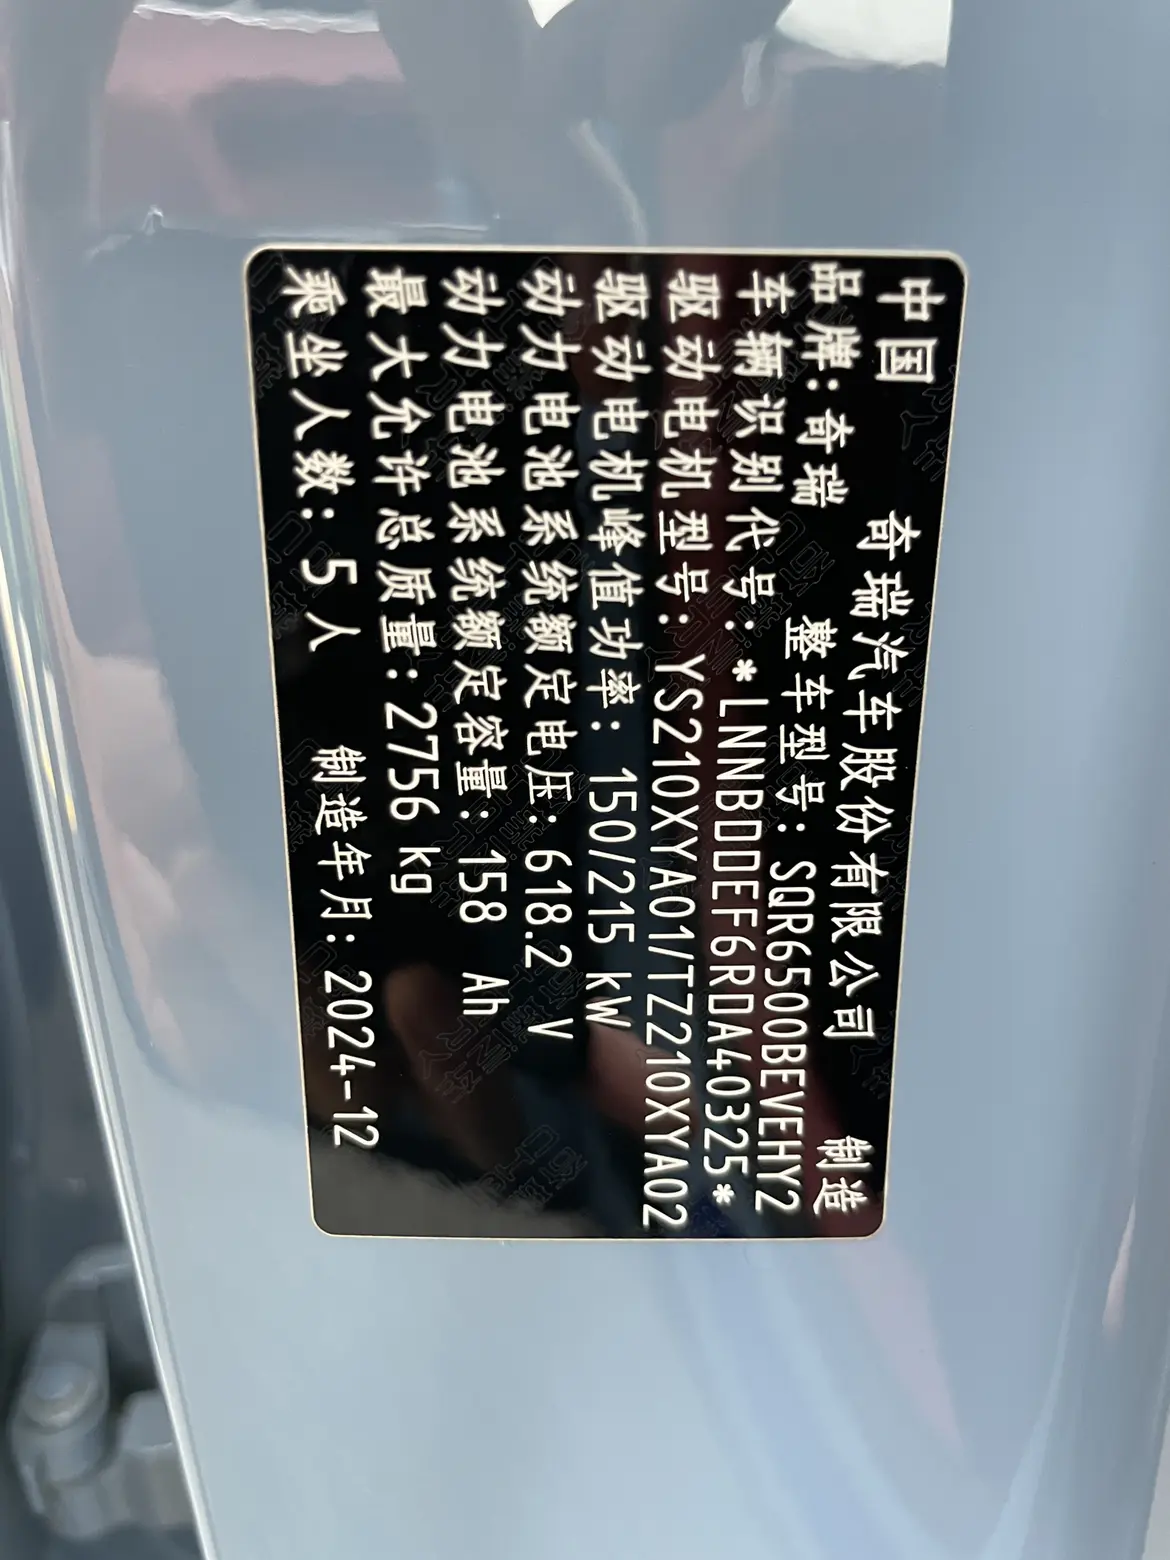 中国 奇瑞汽车股份有限公司 制造
品牌:奇瑞 整车型号:SQR6500BEVEHY2
车辆识别代号:*LNNBDDEF6RDA40325*
驱动电机型号:YS210XYA01/TZ210XYA02
驱动电机峰值功率:150/215 kW
动力电池系统额定电压:618.2 V
动力电池系统额定容量:158 Ah
最大允许总质量:2756 kg
乘坐人数:5人 制造年月:2024-12